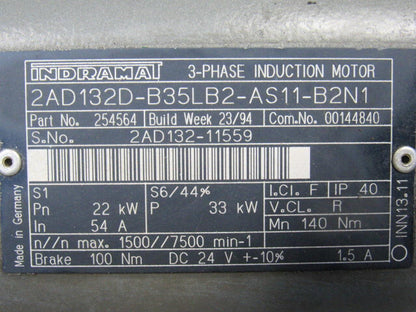 INDRAMAT 3-PHASE INDUCTION MOTOR
2AD132D-B35LB2-AS11-B2N1
Part No. 254564 Build Week 23/94 Com.No. 00144840
S.No. 2AD132-11559
Made in Germany
S1 S6/44% I.Cl. F IP 40
Pn 22 kW P 33 kW V.CL. R
In 54 A Mn 140 Nm
n//n max. 1500//7500 min-1
Brake 100 Nm DC 24 V +-10% 1.5 A
INN13.11